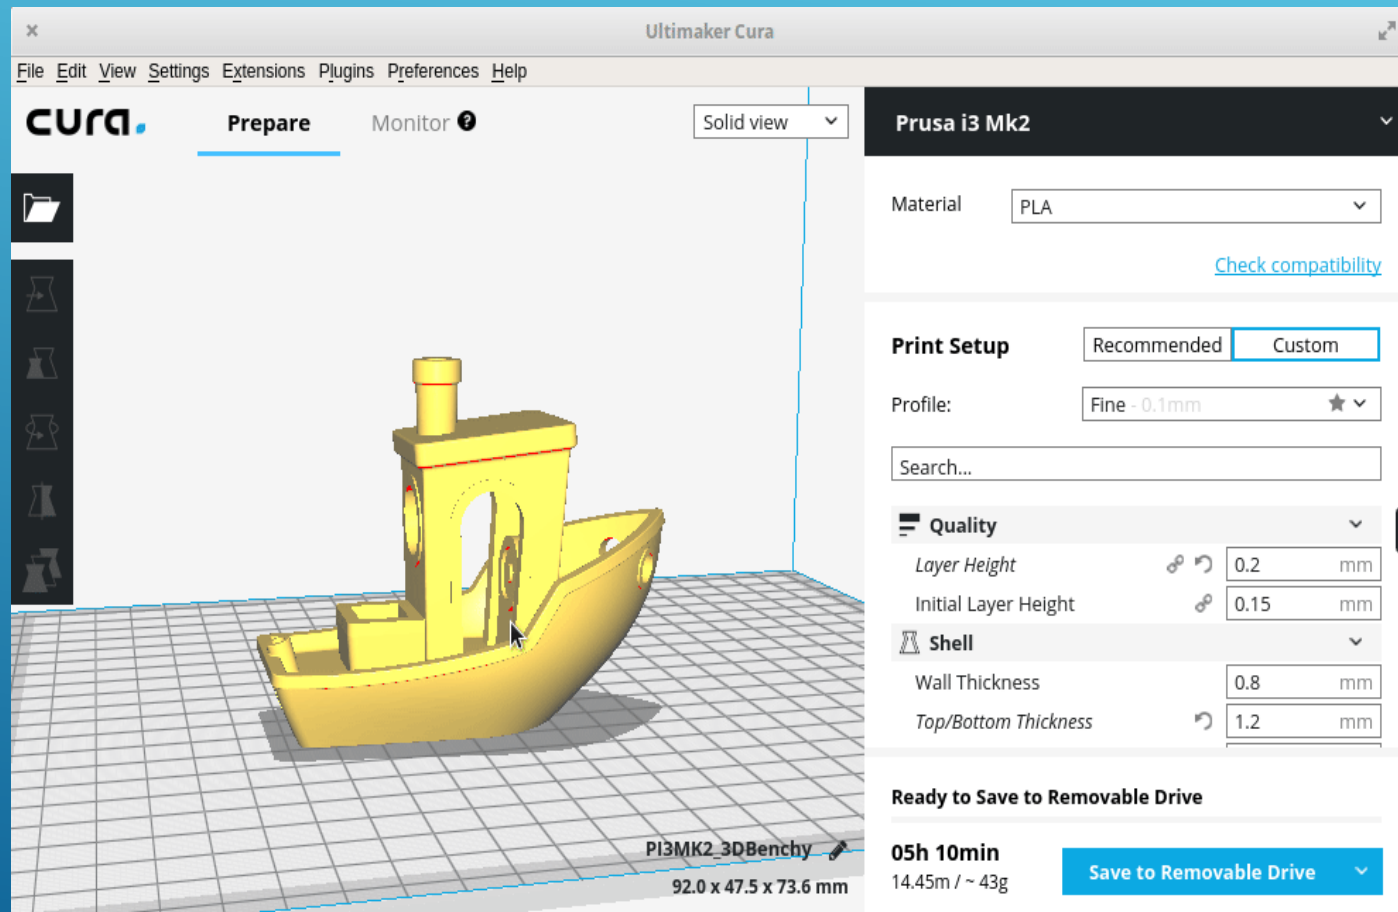 Ultimaker Cura
File Edit View Settings Extensions Plugins Preferences Help
cura.
Prepare
Monitor ?
Solid view
Prusa i3 Mk2
Material
PLA
Check compatibility
Print Setup
Recommended
Custom
Profile:
Fine - 0.1mm
Search...
Quality
Layer Height 0.2 mm
Initial Layer Height 0.15 mm
Shell
Wall Thickness 0.8 mm
Top/Bottom Thickness 1.2 mm
Ready to Save to Removable Drive
05h 10min
14.45m / ~ 43g
Save to Removable Drive
PI3MK2_3DBenchy
92.0 x 47.5 x 73.6 mm